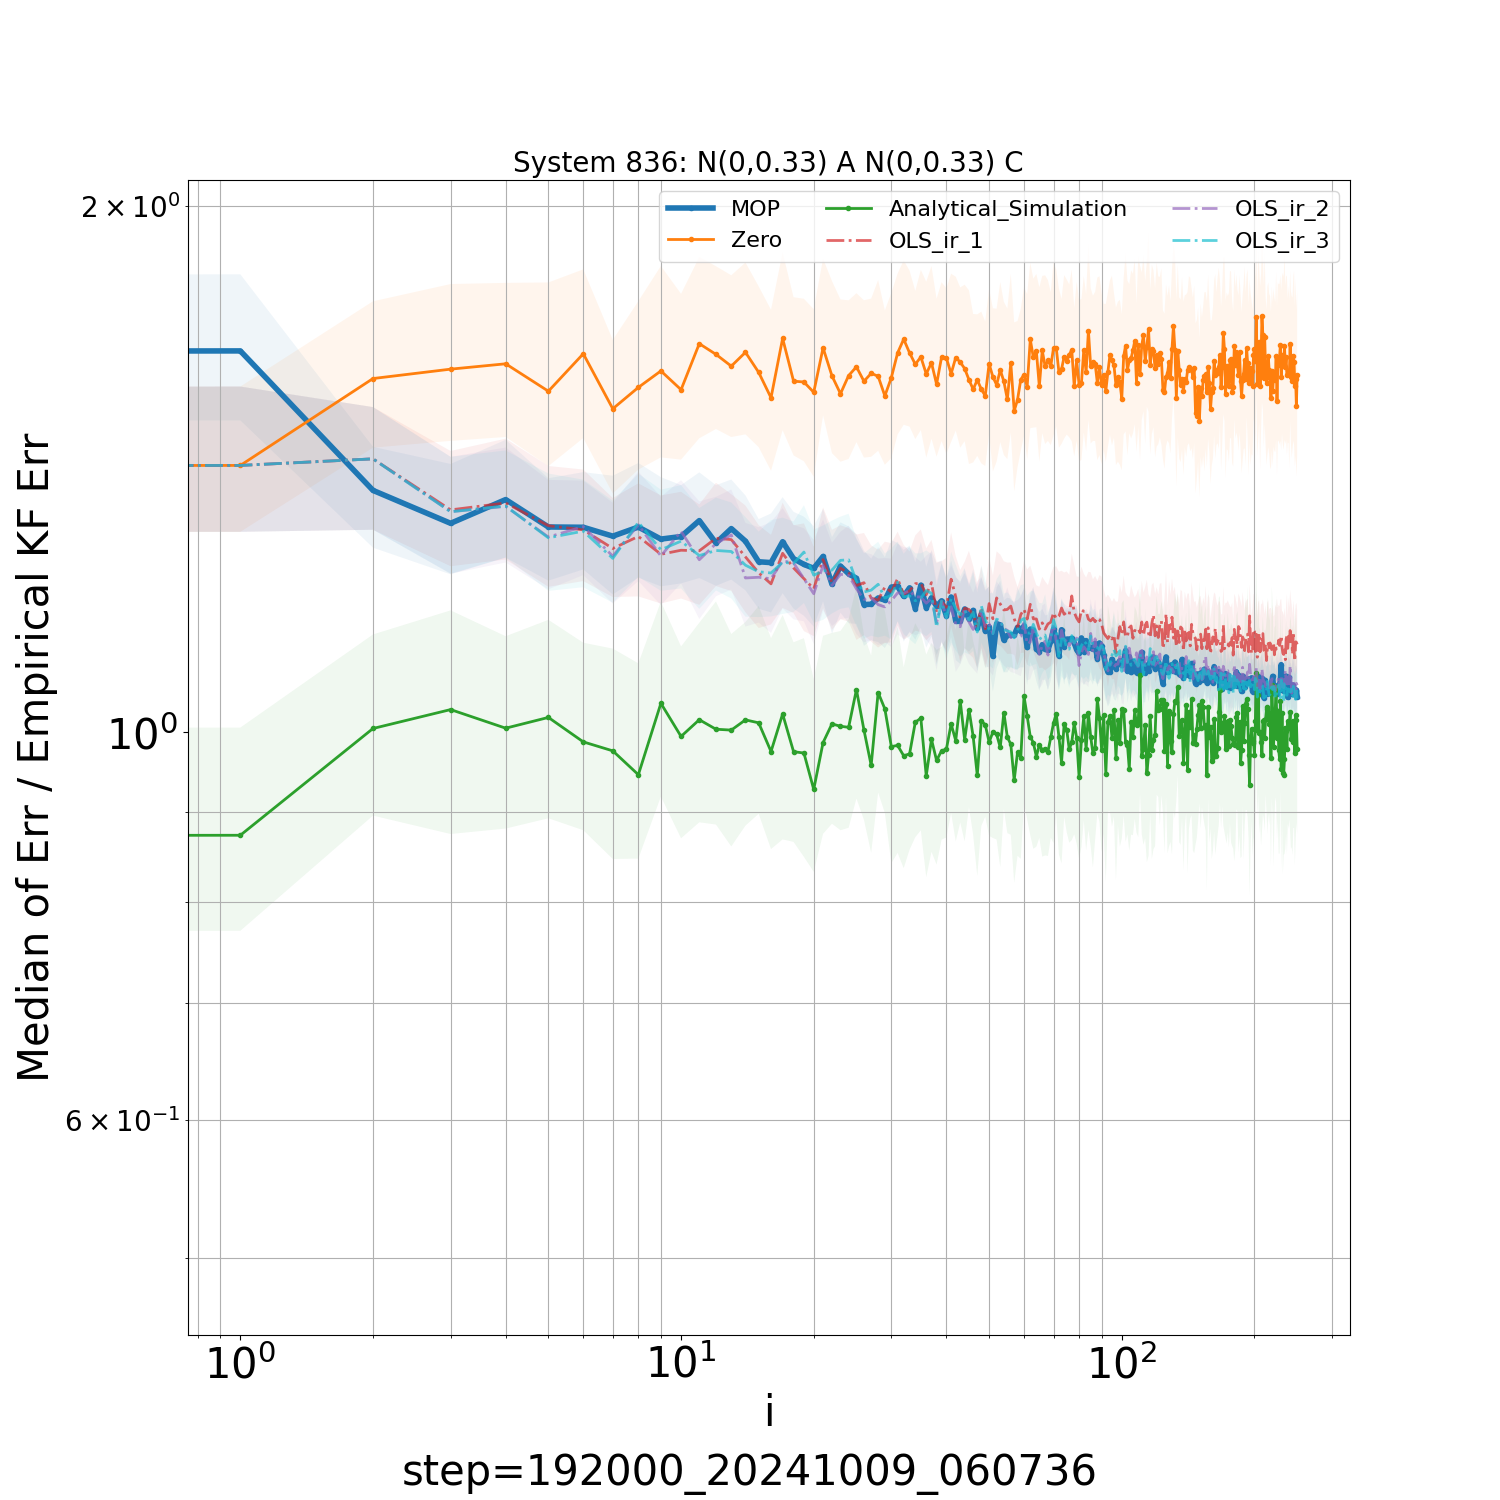 System 836: N(0,0.33) A N(0,0.33) C
MOP
Zero
Analytical_Simulation
OLS_ir_1
OLS_ir_2
OLS_ir_3
2 × 10⁰
10⁰
6 × 10⁻¹
Median of Err / Empirical KF Err
10⁰ 10¹ 10²
i
step=192000_20241009_060736